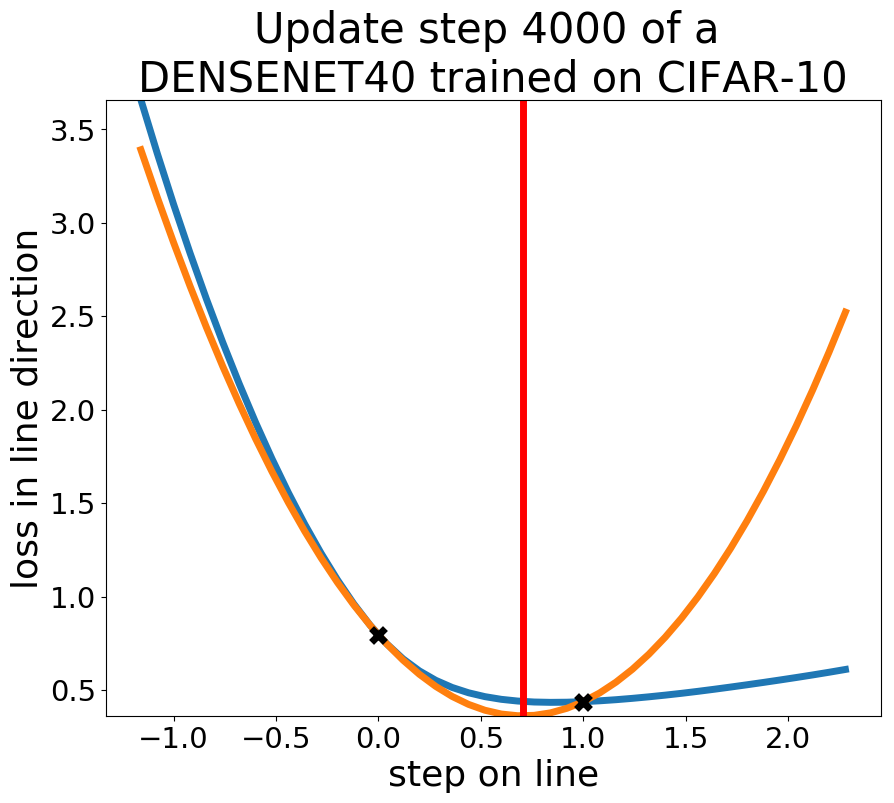 Update step 4000 of a
DENSENET40 trained on CIFAR-10
3.5
3.0
2.5
2.0
1.5
1.0
0.5
loss in line direction
−1.0 −0.5 0.0 0.5 1.0 1.5 2.0
step on line